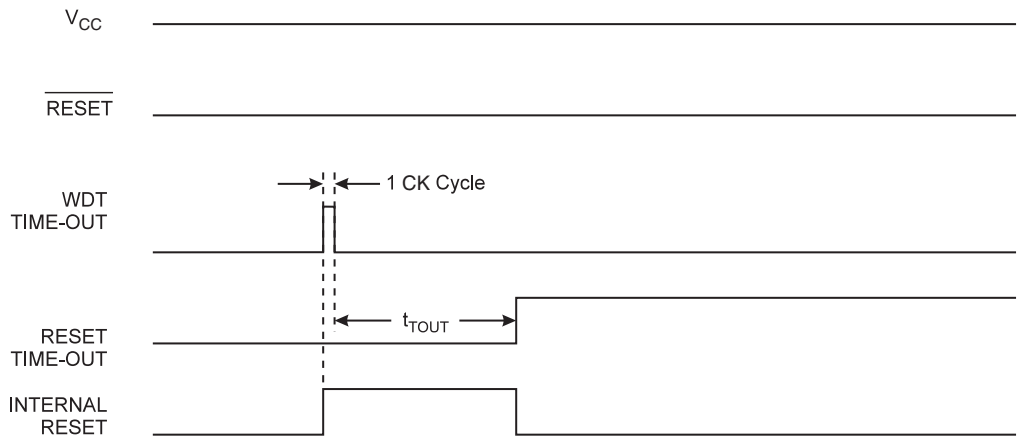 VCC
RESET
1 CK Cycle
WDT
TIME-OUT
tTOUT
RESET
TIME-OUT
INTERNAL
RESET